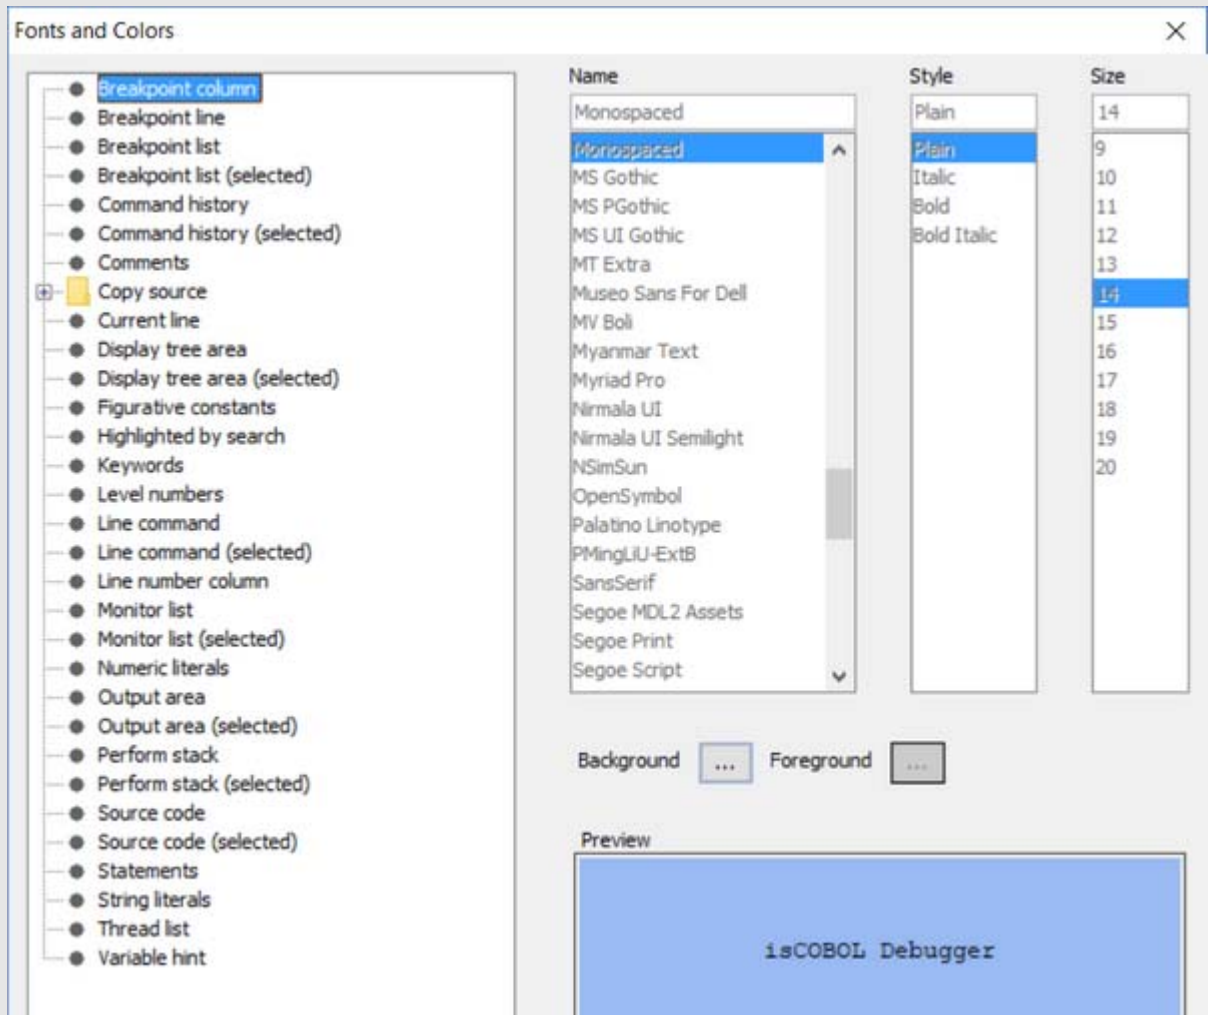 Fonts and Colors
Breakpoint column
Breakpoint line
Breakpoint list
Breakpoint list (selected)
Command history
Command history (selected)
Comments
Copy source
Current line
Display tree area
Display tree area (selected)
Figurative constants
Highlighted by search
Keywords
Level numbers
Line command
Line command (selected)
Line number column
Monitor list
Monitor list (selected)
Numeric literals
Output area
Output area (selected)
Perform stack
Perform stack (selected)
Source code
Source code (selected)
Statements
String literals
Thread list
Variable hint
Name
Monospaced
Monospaced
MS Gothic
MS PGothic
MS UI Gothic
MT Extra
Museo Sans For Dell
MV Boli
Myanmar Text
Myriad Pro
Nirmala UI
Nirmala UI Semilight
NSimSun
OpenSymbol
Palatino Linotype
PMingLiU-ExtB
SansSerif
Segoe MDL2 Assets
Segoe Print
Segoe Script
Style
Plain
Plain
Italic
Bold
Bold Italic
Size
14
9
10
11
12
13
14
15
16
17
18
19
20
Background ... Foreground ...
Preview
isCOBOL Debugger